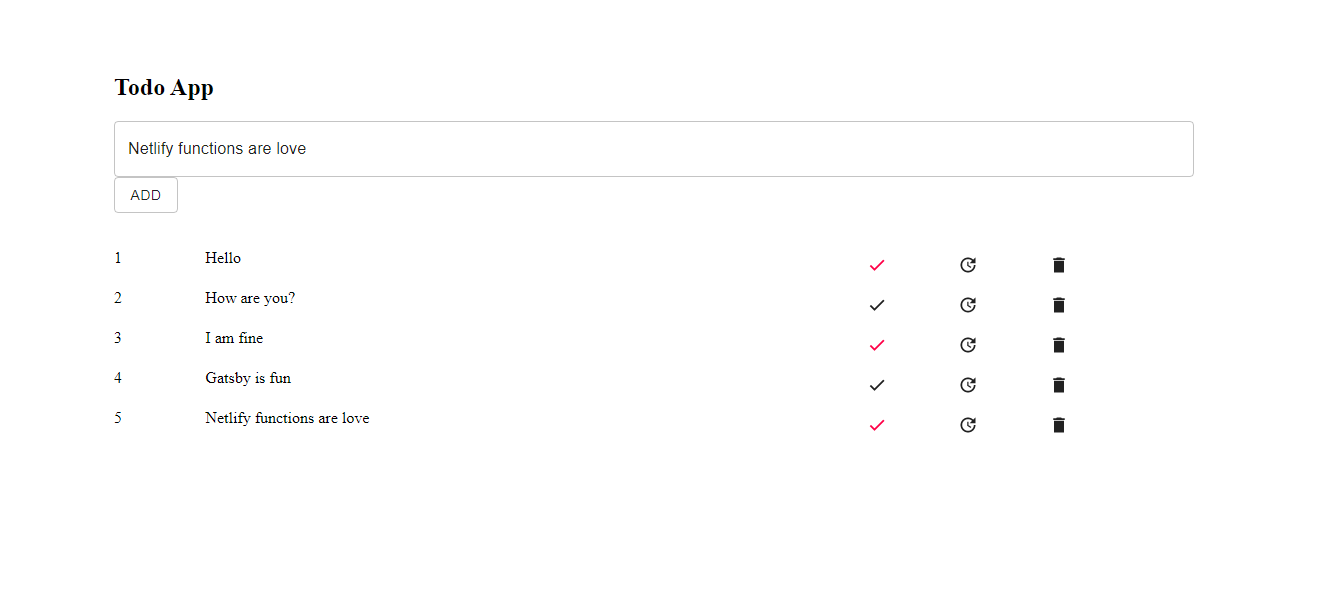 Todo App
Netlify functions are love
ADD
1 Hello
2 How are you?
3 I am fine
4 Gatsby is fun
5 Netlify functions are love